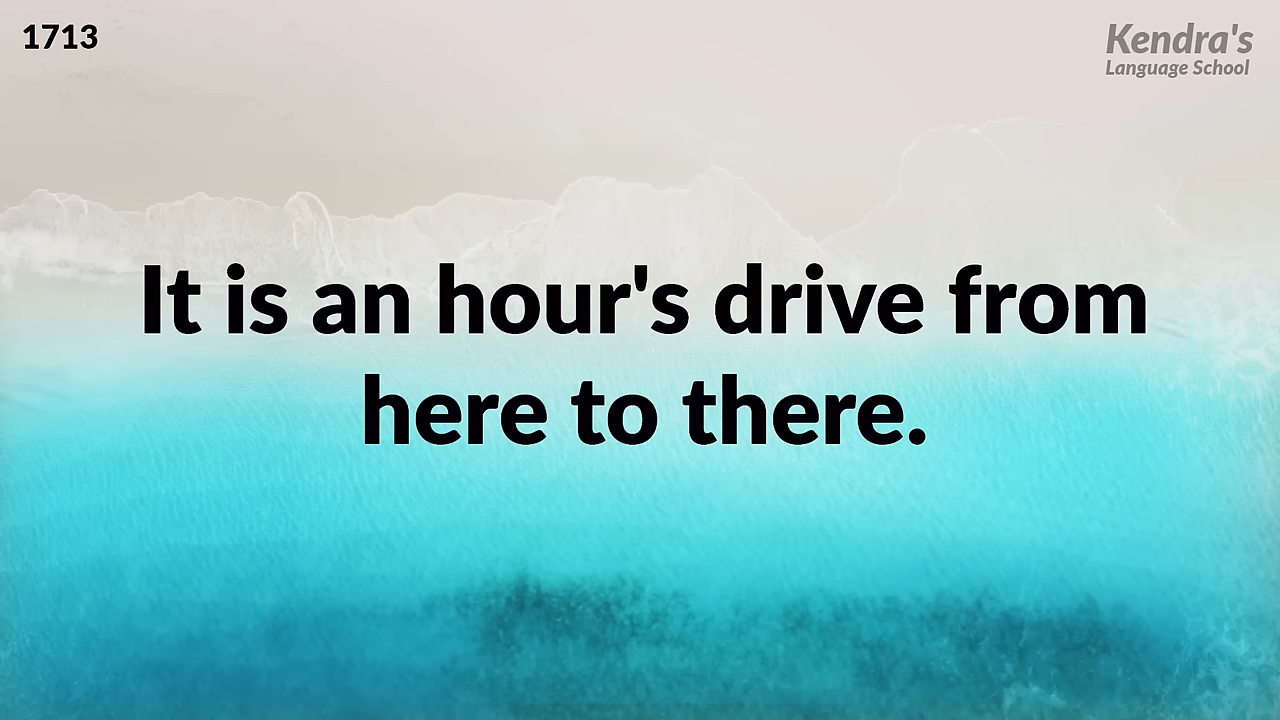 1713
Kendra's
Language School
It is an hour's drive from
here to there.